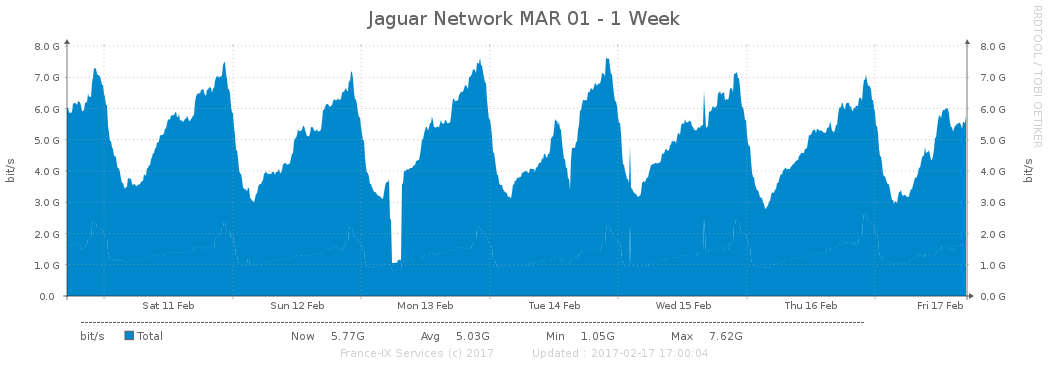 Jaguar Network MAR 01 - 1 Week
RRDTOOL / TOBI OETIKER
bit/s
8.0 G
7.0 G
6.0 G
5.0 G
4.0 G
3.0 G
2.0 G
1.0 G
0.0
8.0 G
7.0 G
6.0 G
5.0 G
4.0 G
3.0 G
2.0 G
1.0 G
0.0 G
bit/s
Sat 11 Feb Sun 12 Feb Mon 13 Feb Tue 14 Feb Wed 15 Feb Thu 16 Feb Fri 17 Feb
bit/s Total Now 5.77G Avg 5.03G Min 1.05G Max 7.62G
France-IX Services (c) 2017 Updated : 2017-02-17 17:00:04